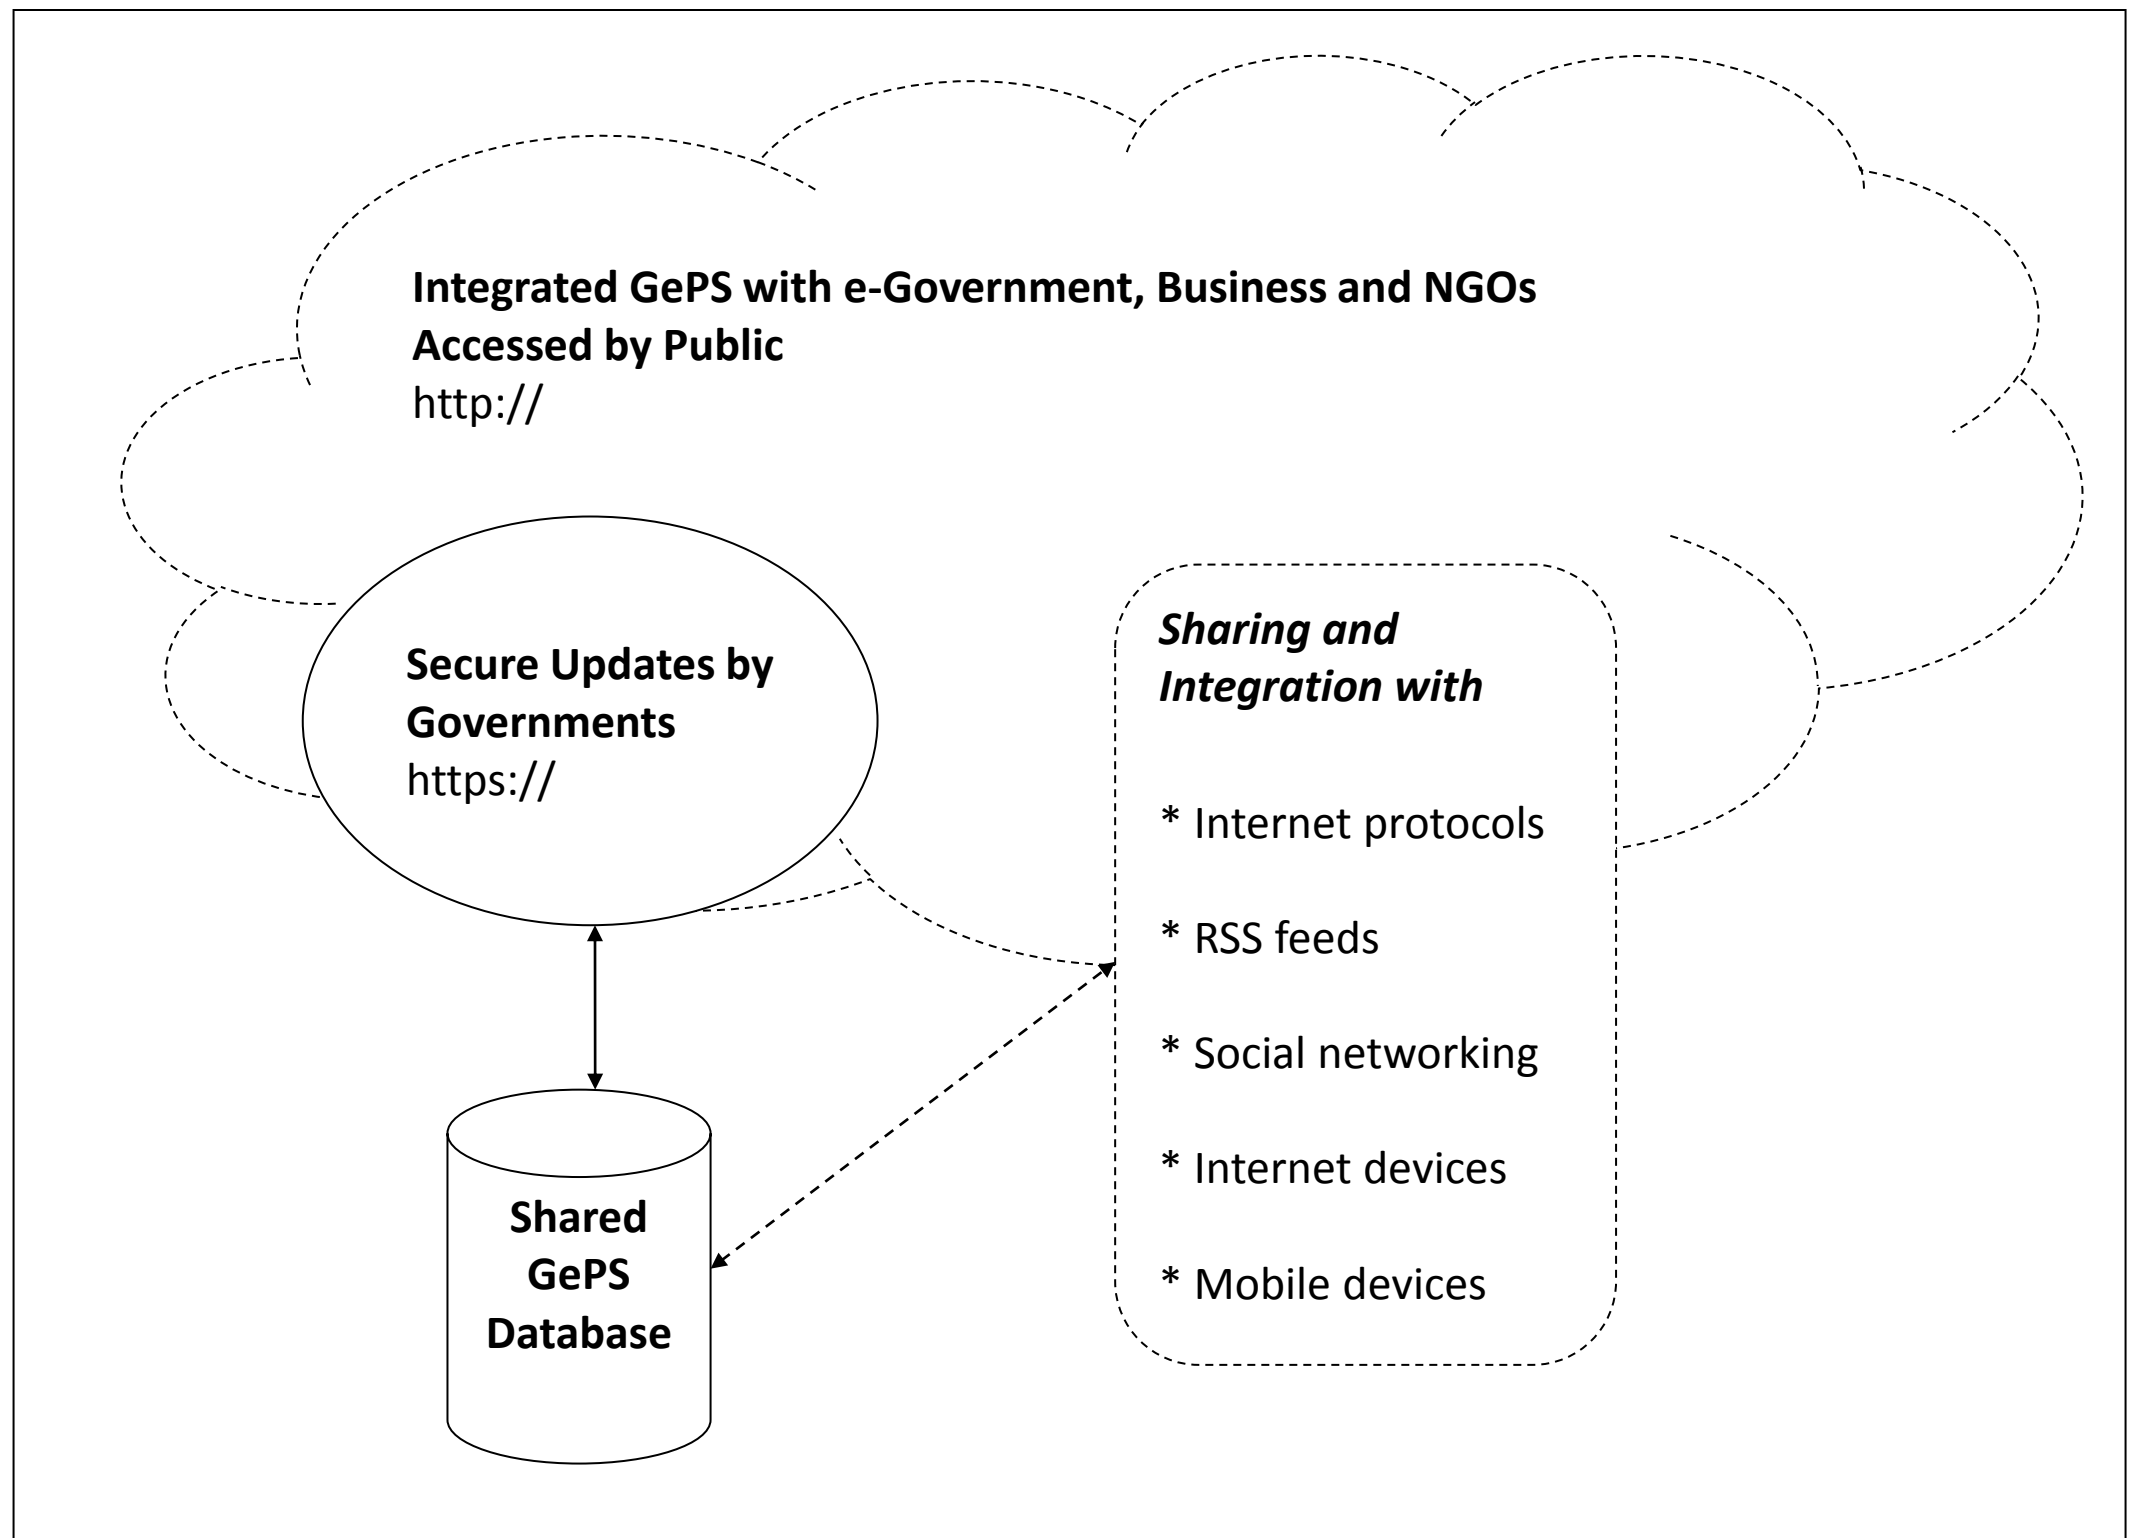 Integrated GePS with e-Government, Business and NGOs
Accessed by Public
http://
Secure Updates by
Governments
https://
Sharing and
Integration with
* Internet protocols
* RSS feeds
* Social networking
* Internet devices
* Mobile devices
Shared
GePS
Database